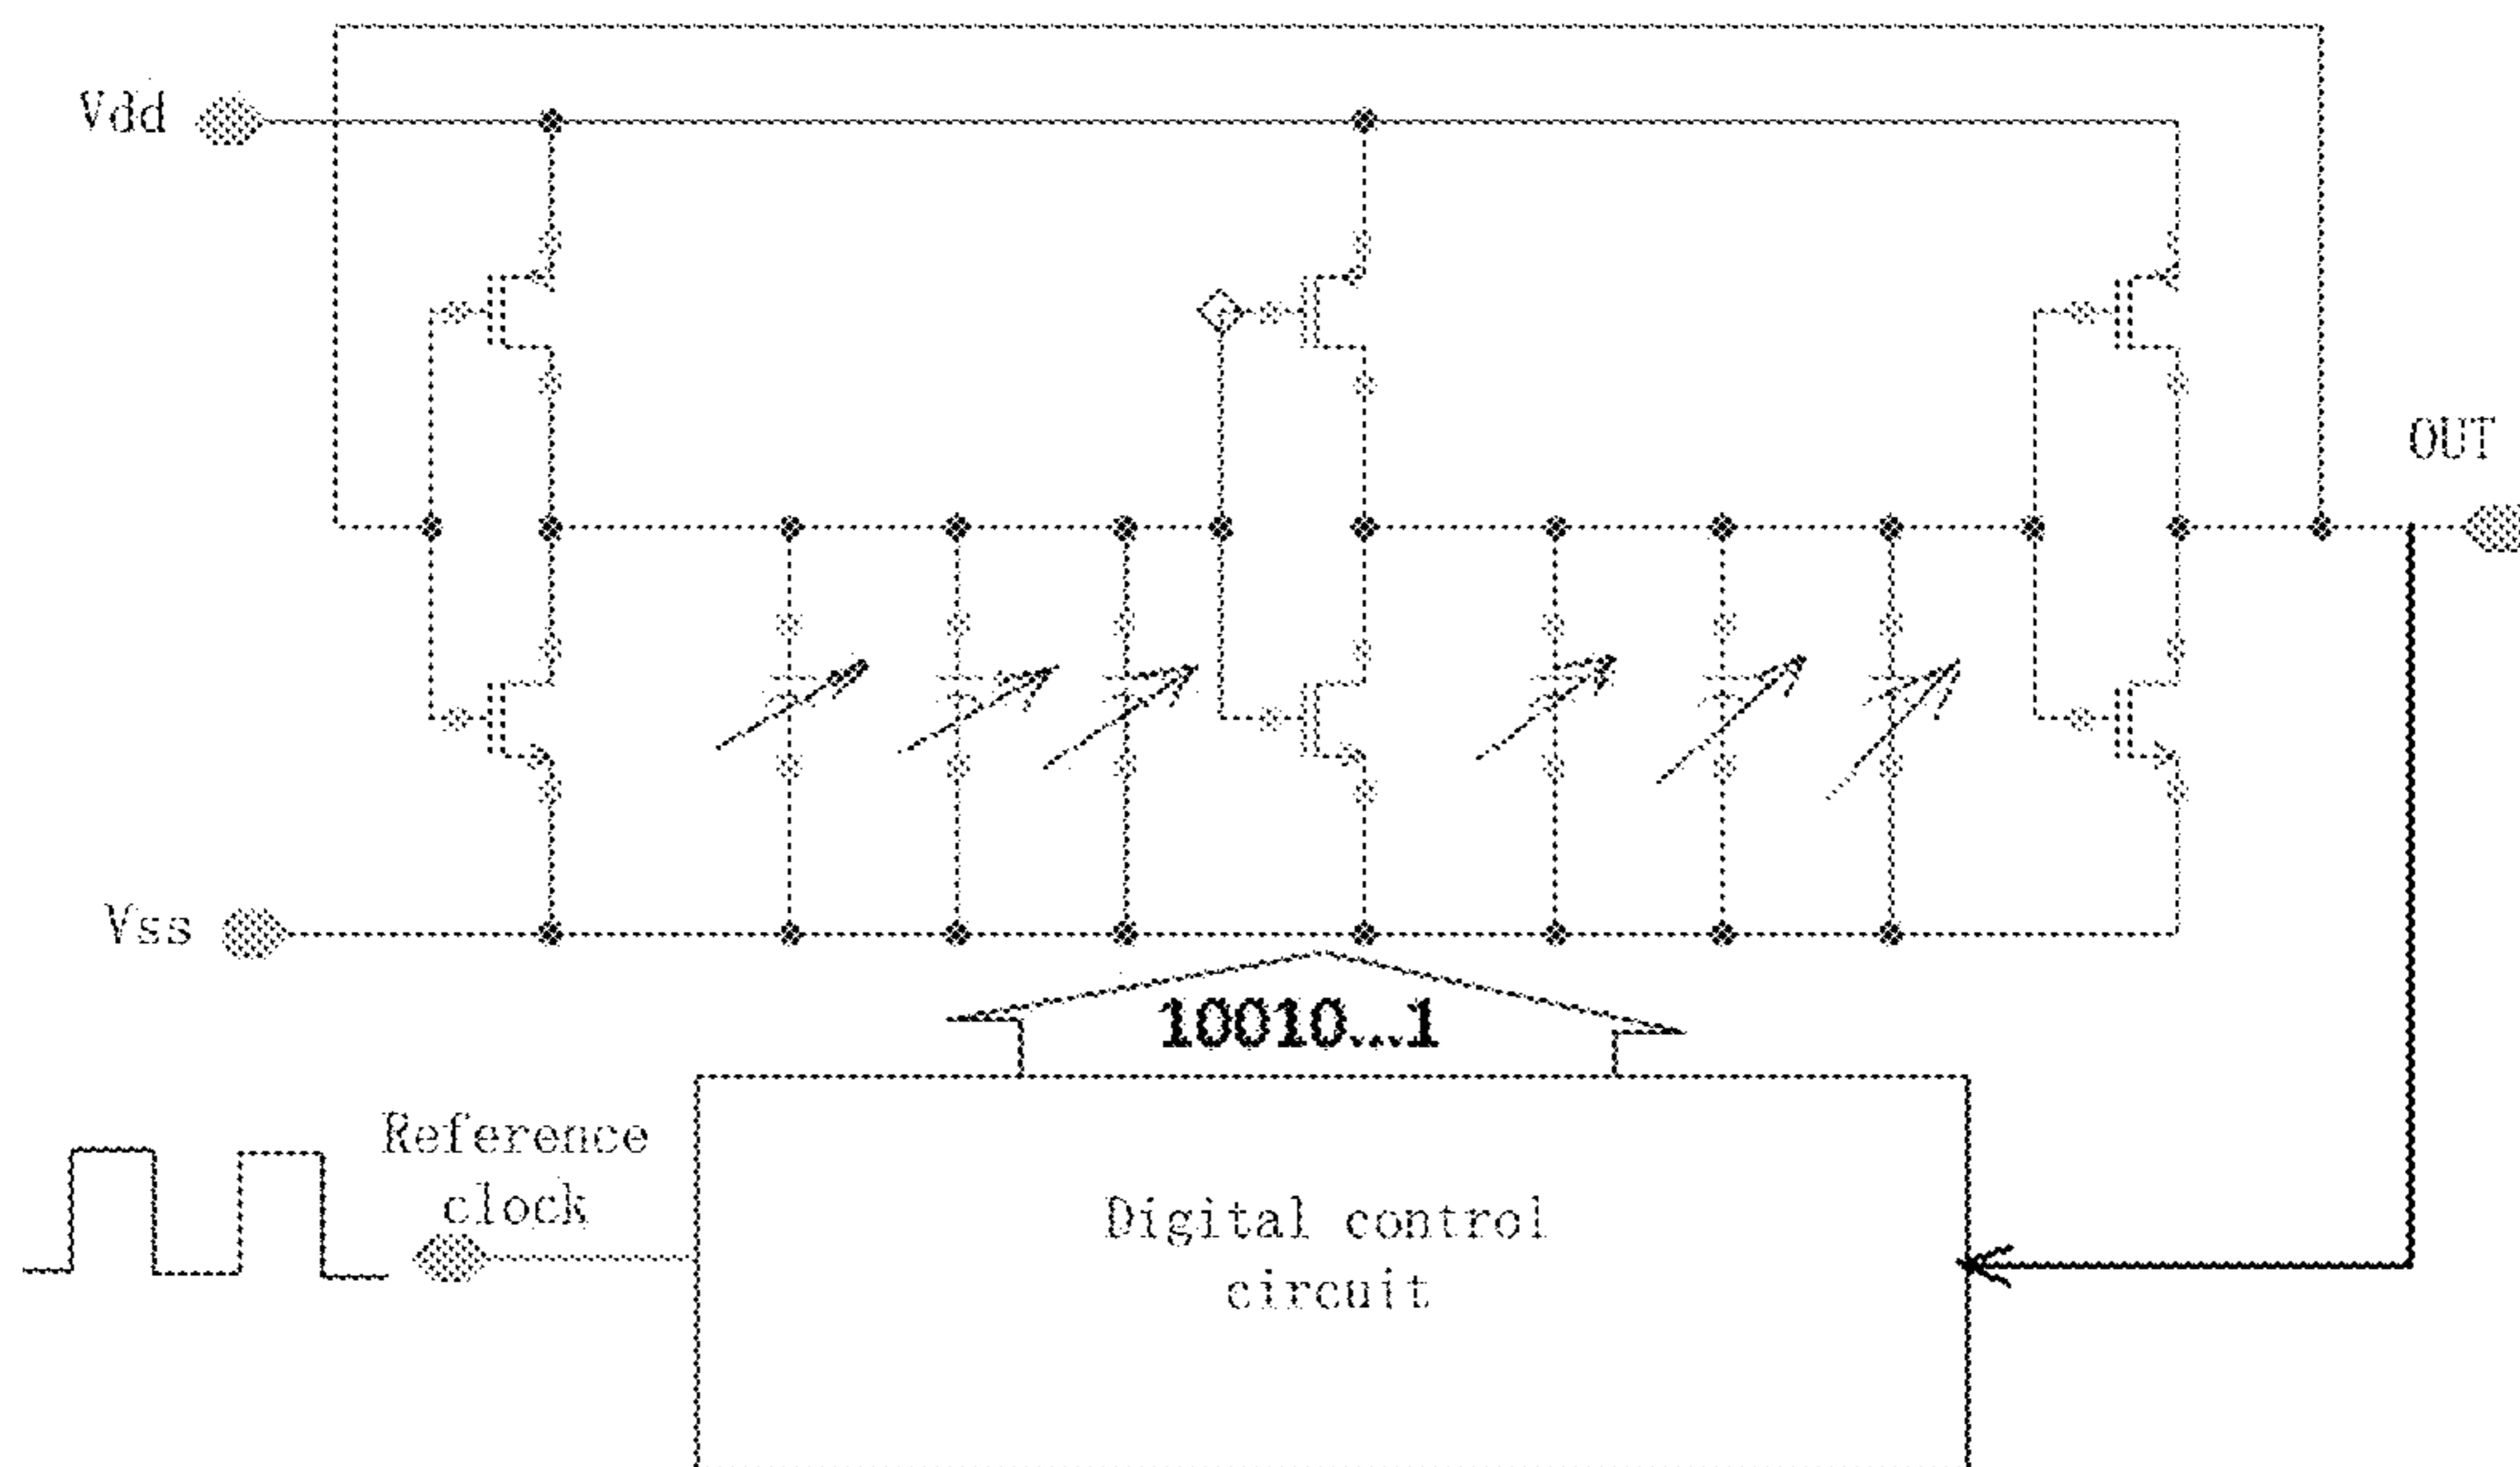 Vdd
OUT
Vss
10010...1
Reference
clock
Digital control
circuit